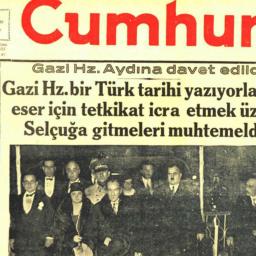 Cumhur
Gazi Hz. Aydına davet edild
Gazi Hz. bir Türk tarihi yazıyorla
eser için tetkikat icra etmek üz
Selçuğa gitmeleri muhtemeld